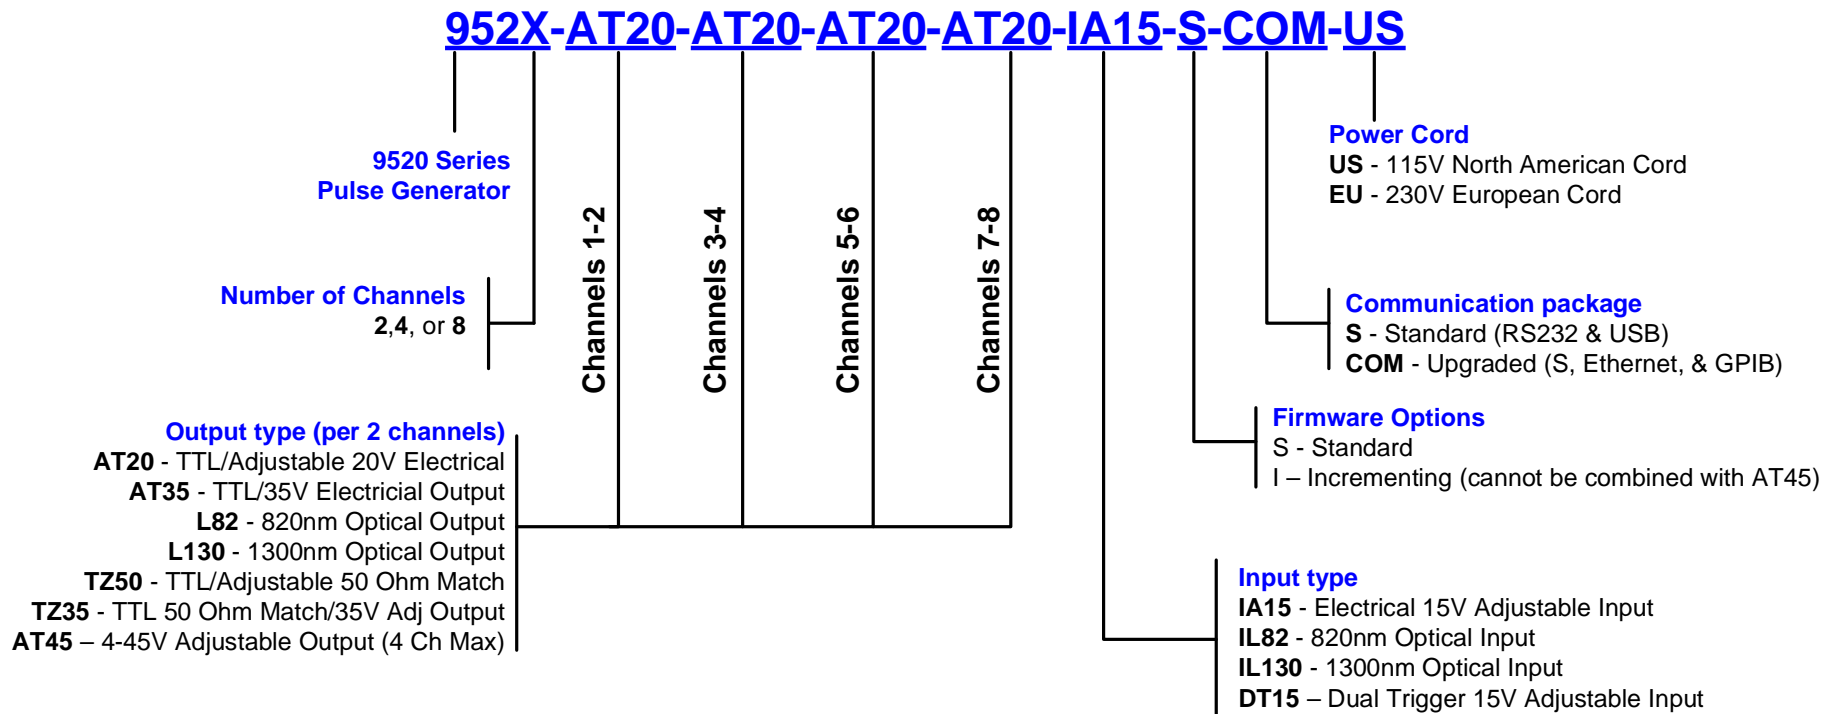 952X-AT20-AT20-AT20-AT20-IA15-S-COM-US
9520 Series
Pulse Generator
Number of Channels
2,4, or 8
Output type (per 2 channels)
AT20 - TTL/Adjustable 20V Electrical
AT35 - TTL/35V Electricial Output
L82 - 820nm Optical Output
L130 - 1300nm Optical Output
TZ50 - TTL/Adjustable 50 Ohm Match
TZ35 - TTL 50 Ohm Match/35V Adj Output
AT45 – 4-45V Adjustable Output (4 Ch Max)
Channels 1-2
Channels 3-4
Channels 5-6
Channels 7-8
Power Cord
US - 115V North American Cord
EU - 230V European Cord
Communication package
S - Standard (RS232 & USB)
COM - Upgraded (S, Ethernet, & GPIB)
Firmware Options
S - Standard
I – Incrementing (cannot be combined with AT45)
Input type
IA15 - Electrical 15V Adjustable Input
IL82 - 820nm Optical Input
IL130 - 1300nm Optical Input
DT15 – Dual Trigger 15V Adjustable Input